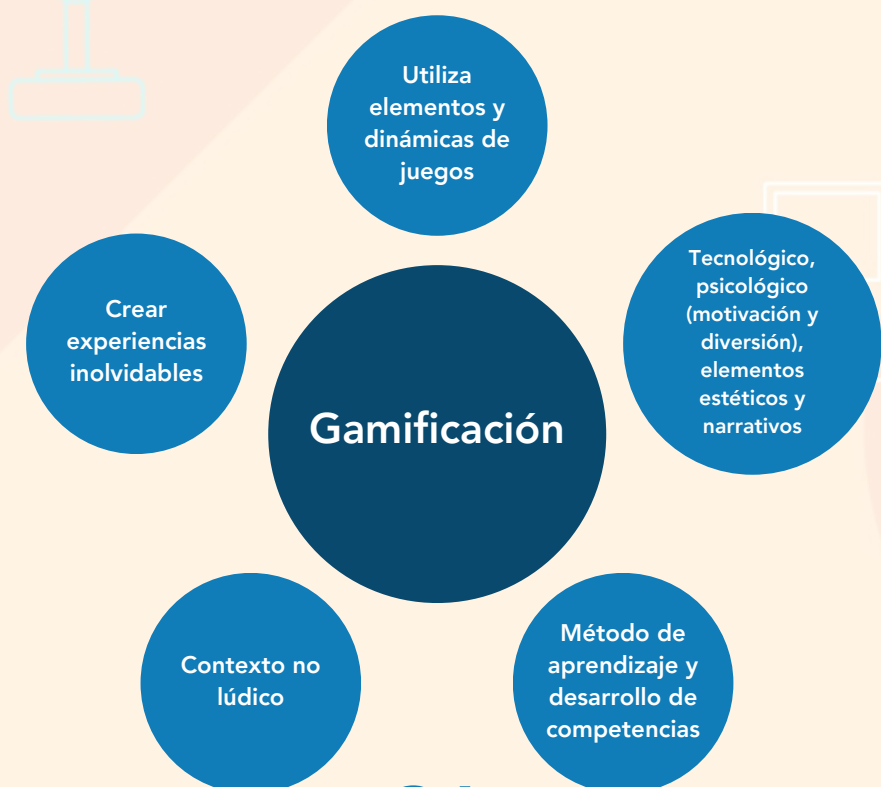 Utiliza
elementos y
dinámicas de
juegos
Tecnológico,
psicológico
(motivación y
diversión),
elementos
estéticos y
narrativos
Crear
experiencias
inolvidables
Gamificación
Contexto no
lúdico
Método de
aprendizaje y
desarrollo de
competencias